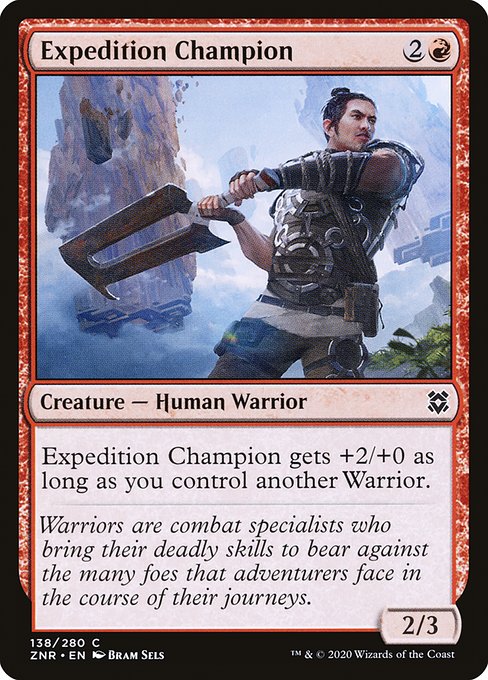 Expedition Champion 2
Creature — Human Warrior
Expedition Champion gets +2/+0 as
long as you control another Warrior.
Warriors are combat specialists who
bring their deadly skills to bear against
the many foes that adventurers face in
the course of their journeys.
2/3
138/280 C
ZNR • EN Bram Sels ™ & © 2020 Wizards of the Coast